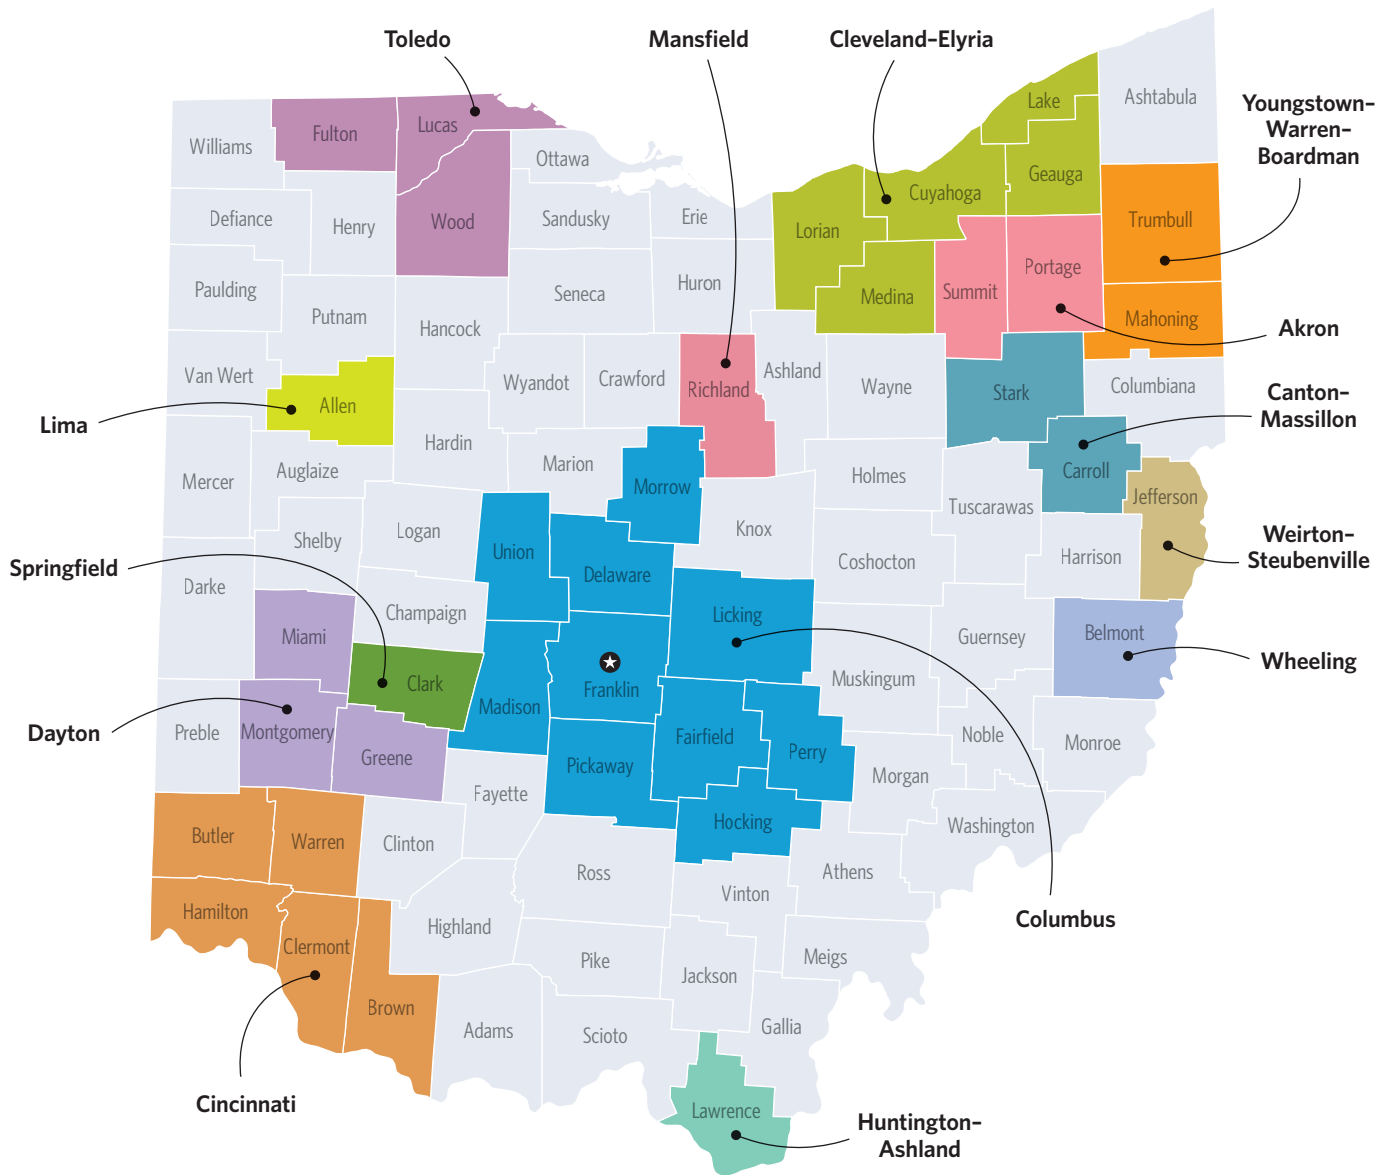 Toledo
Mansfield
Cleveland–Elyria
Lake
Ashtabula
Youngstown–
Warren–
Boardman
Fulton
Lucas
Williams
Ottawa
Geauga
Cuyahoga
Defiance
Henry
Wood
Sandusky
Erie
Lorian
Trumbull
Paulding
Putnam
Hancock
Seneca
Huron
Medina
Summit
Portage
Mahoning
Akron
Van Wert
Allen
Wyandot
Crawford
Richland
Ashland
Wayne
Stark
Columbiana
Canton–
Massillon
Lima
Hardin
Marion
Mercer
Auglaize
Morrow
Holmes
Carroll
Jefferson
Tuscarawas
Logan
Shelby
Union
Knox
Coshocton
Harrison
Weirton–
Steubenville
Springfield
Darke
Champaign
Delaware
Licking
Miami
Guernsey
Belmont
Wheeling
Clark
Franklin
Muskingum
Madison
Dayton
Preble
Montgomery
Greene
Pickaway
Fairfield
Perry
Noble
Monroe
Morgan
Fayette
Hocking
Washington
Butler
Warren
Clinton
Ross
Vinton
Athens
Columbus
Hamilton
Clermont
Highland
Pike
Jackson
Meigs
Brown
Adams
Scioto
Gallia
Cincinnati
Lawrence
Huntington–
Ashland